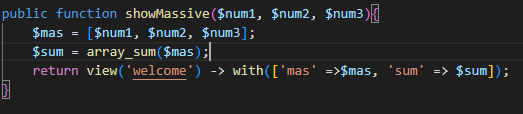 public function showMassive($num1, $num2, $num3){
$mas = [$num1, $num2, $num3];
$sum = array_sum($mas);
return view('welcome') -> with(['mas' =>$mas, 'sum' => $sum]);
}